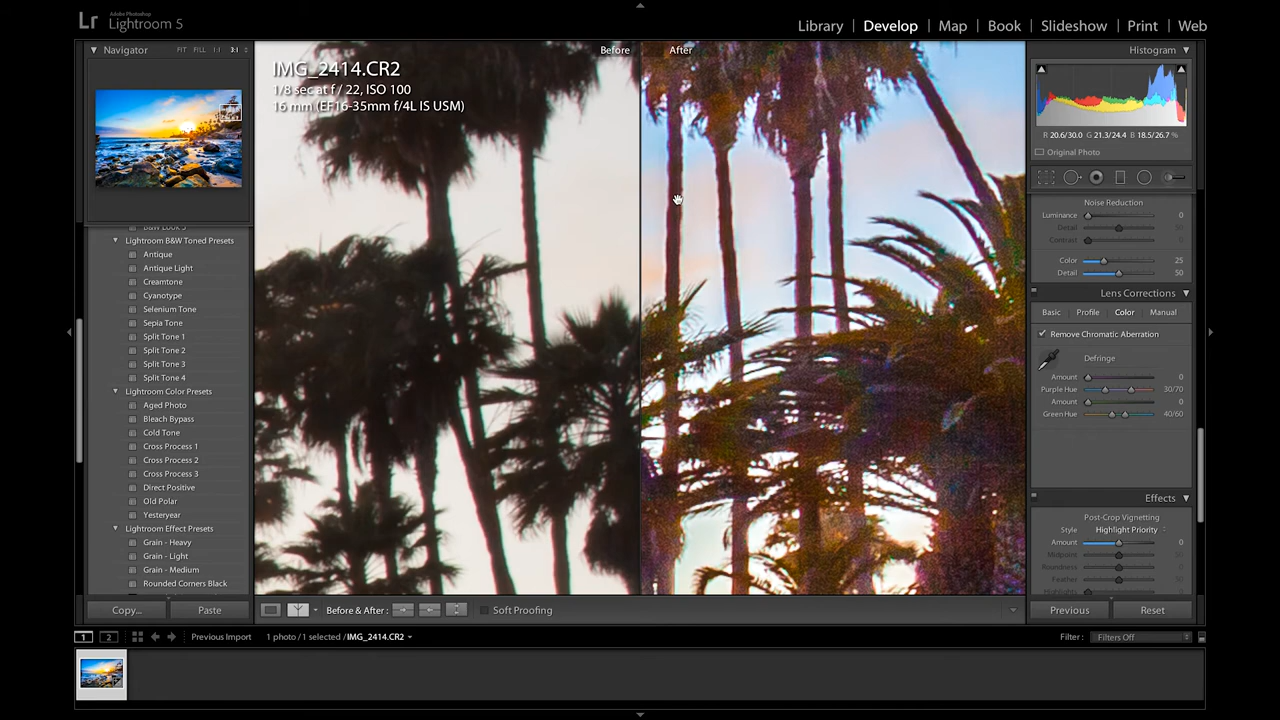 Lr Adobe Photoshop
Lightroom 5
Library | Develop | Map | Book | Slideshow | Print | Web
Navigator FIT FILL 1:1 3:1
B&W Look 5
Lightroom B&W Toned Presets
Antique
Antique Light
Creamtone
Cyanotype
Selenium Tone
Sepia Tone
Split Tone 1
Split Tone 2
Split Tone 3
Split Tone 4
Lightroom Color Presets
Aged Photo
Bleach Bypass
Cold Tone
Cross Process 1
Cross Process 2
Cross Process 3
Direct Positive
Old Polar
Yesteryear
Lightroom Effect Presets
Grain - Heavy
Grain - Light
Grain - Medium
Rounded Corners Black
Copy... Paste
Before After
IMG_2414.CR2
1/8 sec at f / 22, ISO 100
16 mm (EF16-35mm f/4L IS USM)
Before & After: Soft Proofing
Histogram
R 20.6/30.0 G 21.3/24.4 B 18.5/26.7 %
Original Photo
Noise Reduction
Luminance 0
Detail 50
Contrast 0
Color 25
Detail 50
Lens Corrections
Basic Profile Color Manual
Remove Chromatic Aberration
Defringe
Amount 0
Purple Hue 30/70
Amount 0
Green Hue 40/60
Effects
Post-Crop Vignetting
Style Highlight Priority
Amount 0
Midpoint 50
Roundness 0
Feather 50
Highlights 0
Previous Reset
1 2 Previous Import 1 photo / 1 selected / IMG_2414.CR2 Filter : Filters Off